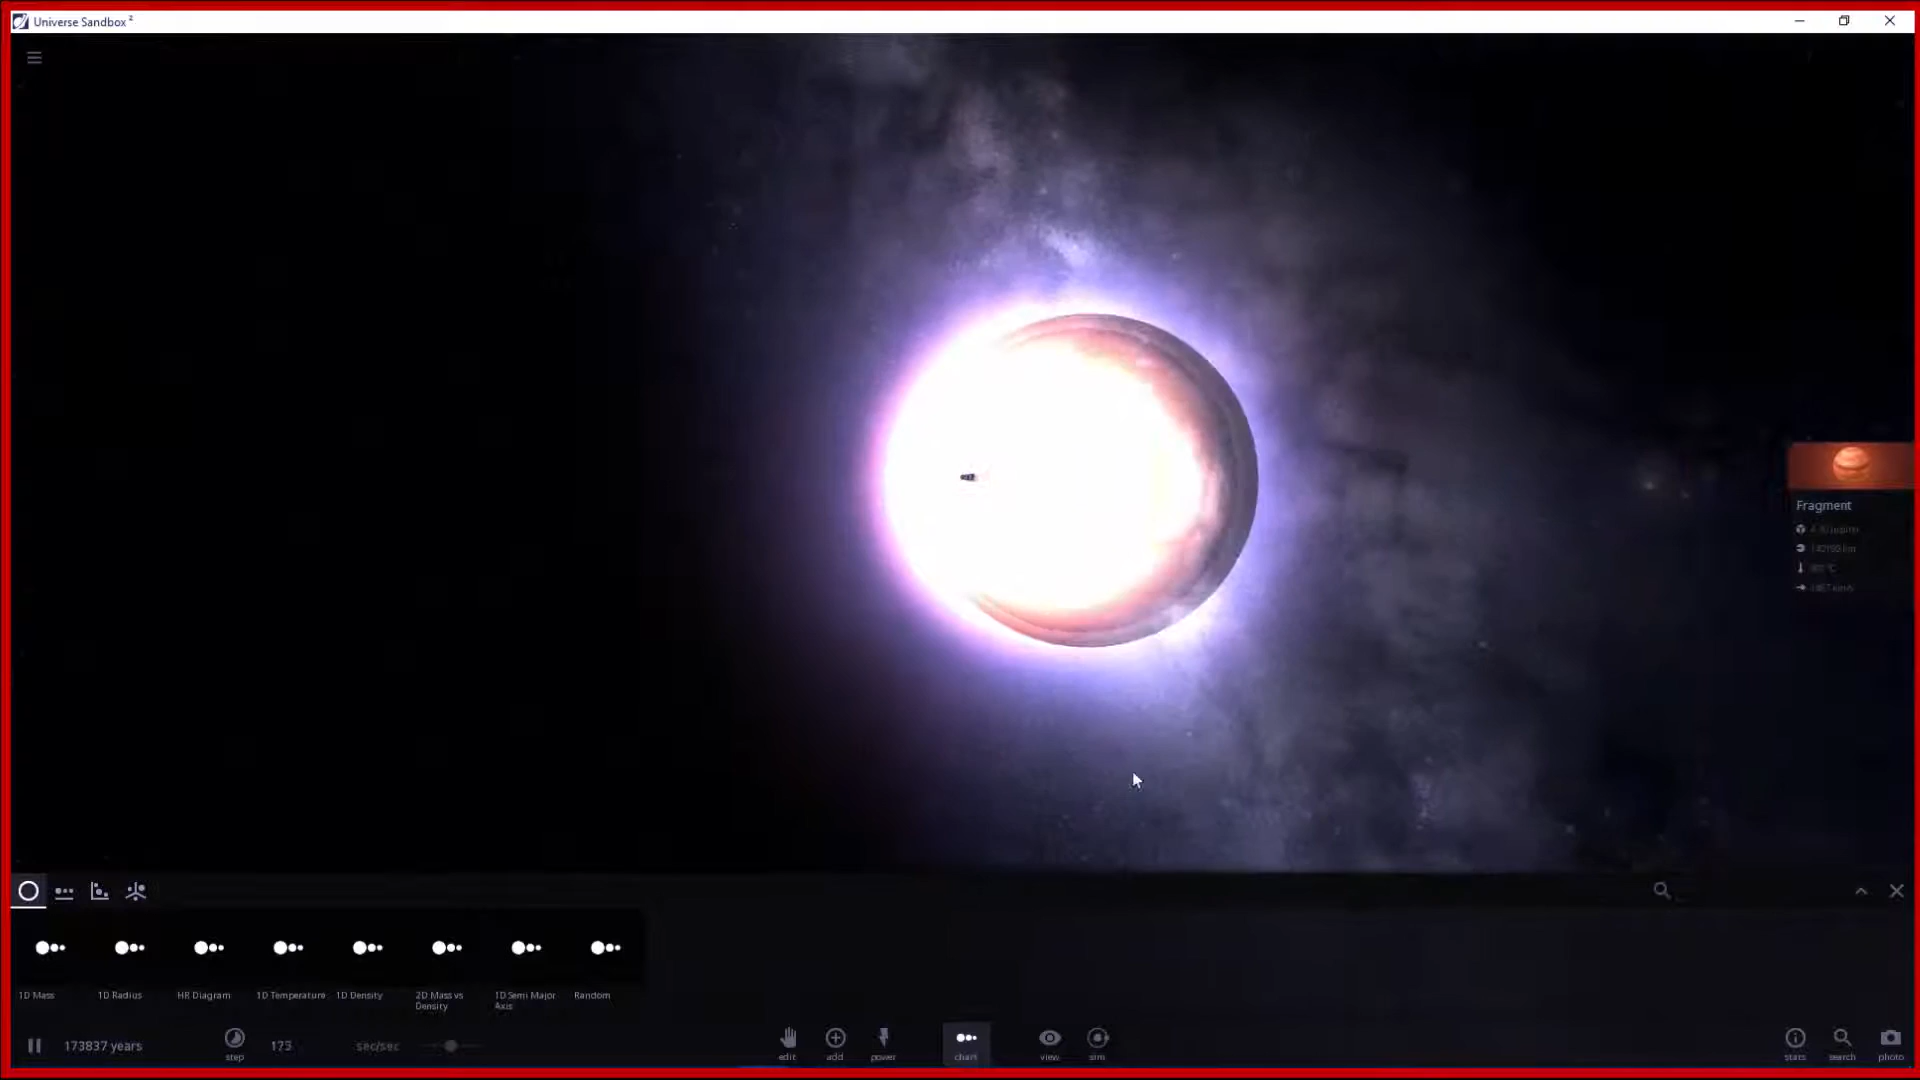 Universe Sandbox ²
Fragment
1D Mass
1D Radius
HR Diagram
1D Temperature
1D Density
2D Mass vs
Density
1D Semi Major
Axis
Random
173837 years
step
173
sec/sec
edit
add
power
chart
view
sim
stats
search
photo